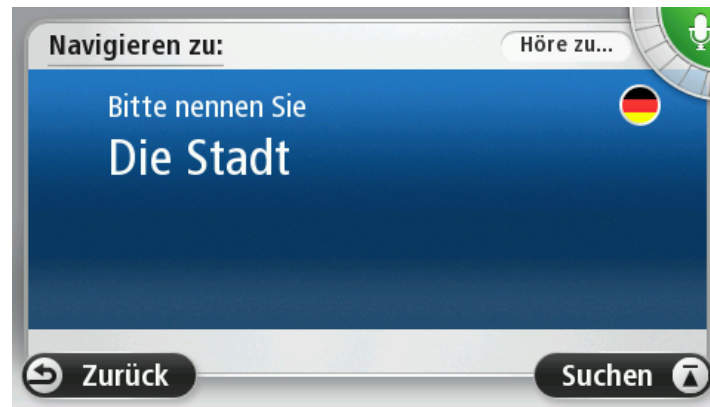 Navigieren zu:
Höre zu...
Bitte nennen Sie
Die Stadt
Zurück
Suchen